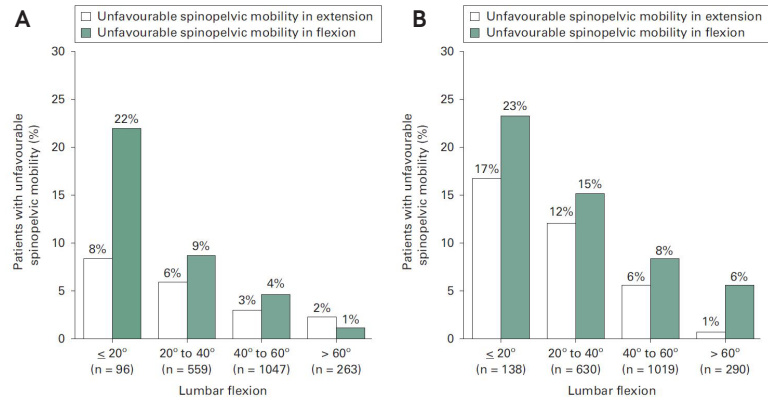 A
Unfavourable spinopelvic mobility in extension
Unfavourable spinopelvic mobility in flexion
Patients with unfavourable
spinopelvic mobility (%)
30
25
20
15
10
5
0
8%
22%
6%
9%
3%
4%
2%
1%
≤ 20° 20° to 40° 40° to 60° > 60°
(n = 96) (n = 559) (n = 1047) (n = 263)
Lumbar flexion
B
Unfavourable spinopelvic mobility in extension
Unfavourable spinopelvic mobility in flexion
Patients with unfavourable
spinopelvic mobility (%)
30
25
20
15
10
5
0
17%
23%
12%
15%
6%
8%
1%
6%
≤ 20° 20° to 40° 40° to 60° > 60°
(n = 138) (n = 630) (n = 1019) (n = 290)
Lumbar flexion